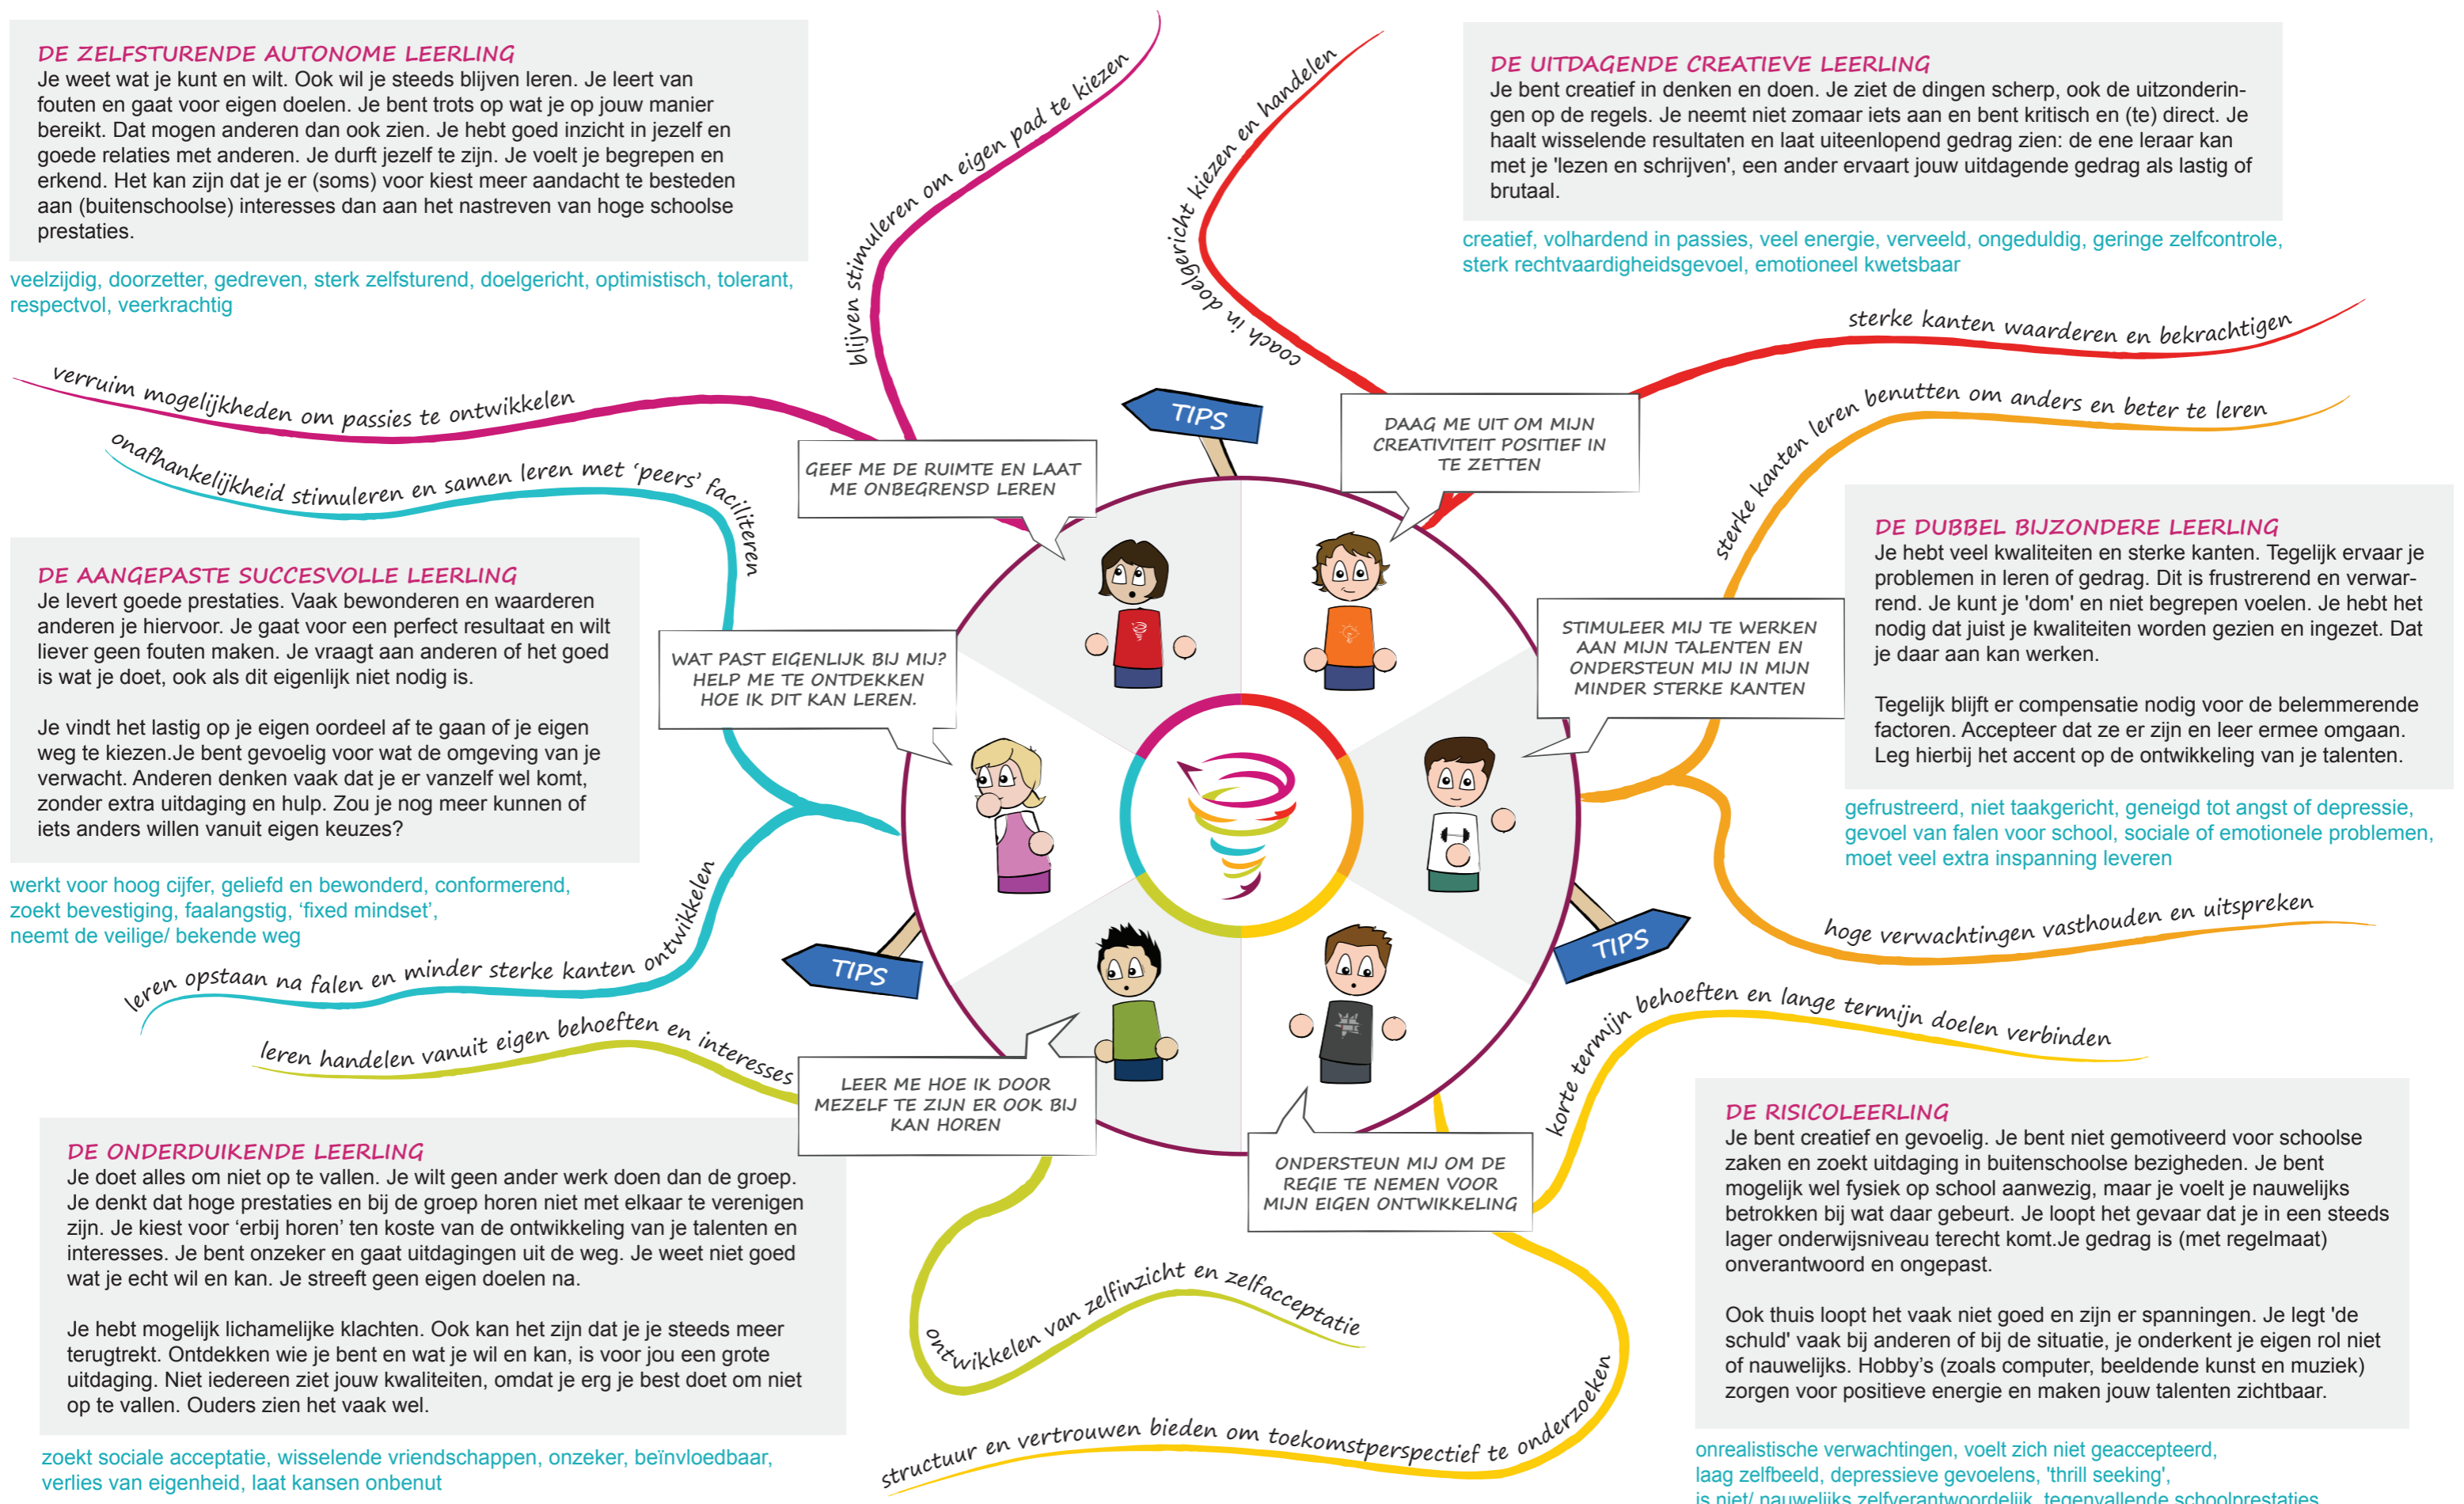 DE ZELFSTURENDE AUTONOME LEERLING
Je weet wat je kunt en wilt. Ook wil je steeds blijven leren. Je leert van
fouten en gaat voor eigen doelen. Je bent trots op wat je op jouw manier
bereikt. Dat mogen anderen dan ook zien. Je hebt goed inzicht in jezelf en
goede relaties met anderen. Je durft jezelf te zijn. Je voelt je begrepen en
erkend. Het kan zijn dat je er (soms) voor kiest meer aandacht te besteden
aan (buitenschoolse) interesses dan aan het nastreven van hoge schoolse
prestaties.
veelzijdig, doorzetter, gedreven, sterk zelfsturend, doelgericht, optimistisch, tolerant,
respectvol, veerkrachtig
blijven stimuleren om eigen pad te kiezen
verruim mogelijkheden om passies te ontwikkelen
GEEF ME DE RUIMTE EN LAAT
ME ONBEGRENSD LEREN
DE UITDAGENDE CREATIEVE LEERLING
Je bent creatief in denken en doen. Je ziet de dingen scherp, ook de uitzonderin-
gen op de regels. Je neemt niet zomaar iets aan en bent kritisch en (te) direct. Je
haalt wisselende resultaten en laat uiteenlopend gedrag zien: de ene leraar kan
met je 'lezen en schrijven', een ander ervaart jouw uitdagende gedrag als lastig of
brutaal.
creatief, volhardend in passies, veel energie, verveeld, ongeduldig, geringe zelfcontrole,
sterk rechtvaardigheidsgevoel, emotioneel kwetsbaar
coach in doelgericht kiezen en handelen
sterke kanten waarderen en bekrachtigen
TIPS
DAAG ME UIT OM MIJN
CREATIVITEIT POSITIEF IN
TE ZETTEN
onafhankelijkheid stimuleren en samen leren met ‘peers’ faciliteren
DE AANGEPASTE SUCCESVOLLE LEERLING
Je levert goede prestaties. Vaak bewonderen en waarderen
anderen je hiervoor. Je gaat voor een perfect resultaat en wilt
liever geen fouten maken. Je vraagt aan anderen of het goed
is wat je doet, ook als dit eigenlijk niet nodig is.
Je vindt het lastig op je eigen oordeel af te gaan of je eigen
weg te kiezen.Je bent gevoelig voor wat de omgeving van je
verwacht. Anderen denken vaak dat je er vanzelf wel komt,
zonder extra uitdaging en hulp. Zou je nog meer kunnen of
iets anders willen vanuit eigen keuzes?
werkt voor hoog cijfer, geliefd en bewonderd, conformerend,
zoekt bevestiging, faalangstig, ‘fixed mindset’,
neemt de veilige/ bekende weg
leren opstaan na falen en minder sterke kanten ontwikkelen
WAT PAST EIGENLIJK BIJ MIJ?
HELP ME TE ONTDEKKEN
HOE IK DIT KAN LEREN.
TIPS
sterke kanten leren benutten om anders en beter te leren
STIMULEER MIJ TE WERKEN
AAN MIJN TALENTEN EN
ONDERSTEUN MIJ IN MIJN
MINDER STERKE KANTEN
DE DUBBEL BIJZONDERE LEERLING
Je hebt veel kwaliteiten en sterke kanten. Tegelijk ervaar je
problemen in leren of gedrag. Dit is frustrerend en verwar-
rend. Je kunt je 'dom' en niet begrepen voelen. Je hebt het
nodig dat juist je kwaliteiten worden gezien en ingezet. Dat
je daar aan kan werken.
Tegelijk blijft er compensatie nodig voor de belemmerende
factoren. Accepteer dat ze er zijn en leer ermee omgaan.
Leg hierbij het accent op de ontwikkeling van je talenten.
gefrustreerd, niet taakgericht, geneigd tot angst of depressie,
gevoel van falen voor school, sociale of emotionele problemen,
moet veel extra inspanning leveren
hoge verwachtingen vasthouden en uitspreken
TIPS
leren handelen vanuit eigen behoeften en interesses
LEER ME HOE IK DOOR
MEZELF TE ZIJN ER OOK BIJ
KAN HOREN
DE ONDERDUIKENDE LEERLING
Je doet alles om niet op te vallen. Je wilt geen ander werk doen dan de groep.
Je denkt dat hoge prestaties en bij de groep horen niet met elkaar te verenigen
zijn. Je kiest voor ‘erbij horen’ ten koste van de ontwikkeling van je talenten en
interesses. Je bent onzeker en gaat uitdagingen uit de weg. Je weet niet goed
wat je echt wil en kan. Je streeft geen eigen doelen na.
Je hebt mogelijk lichamelijke klachten. Ook kan het zijn dat je je steeds meer
terugtrekt. Ontdekken wie je bent en wat je wil en kan, is voor jou een grote
uitdaging. Niet iedereen ziet jouw kwaliteiten, omdat je erg je best doet om niet
op te vallen. Ouders zien het vaak wel.
zoekt sociale acceptatie, wisselende vriendschappen, onzeker, beïnvloedbaar,
verlies van eigenheid, laat kansen onbenut
ontwikkelen van zelfinzicht en zelfacceptatie
korte termijn behoeften en lange termijn doelen verbinden
ONDERSTEUN MIJ OM DE
REGIE TE NEMEN VOOR
MIJN EIGEN ONTWIKKELING
structuur en vertrouwen bieden om toekomstperspectief te onderzoeken
DE RISICOLEERLING
Je bent creatief en gevoelig. Je bent niet gemotiveerd voor schoolse
zaken en zoekt uitdaging in buitenschoolse bezigheden. Je bent
mogelijk wel fysiek op school aanwezig, maar je voelt je nauwelijks
betrokken bij wat daar gebeurt. Je loopt het gevaar dat je in een steeds
lager onderwijsniveau terecht komt.Je gedrag is (met regelmaat)
onverantwoord en ongepast.
Ook thuis loopt het vaak niet goed en zijn er spanningen. Je legt 'de
schuld' vaak bij anderen of bij de situatie, je onderkent je eigen rol niet
of nauwelijks. Hobby’s (zoals computer, beeldende kunst en muziek)
zorgen voor positieve energie en maken jouw talenten zichtbaar.
onrealistische verwachtingen, voelt zich niet geaccepteerd,
laag zelfbeeld, depressieve gevoelens, 'thrill seeking',
is niet/ nauwelijks zelfverantwoordelijk, tegenvallende schoolprestaties